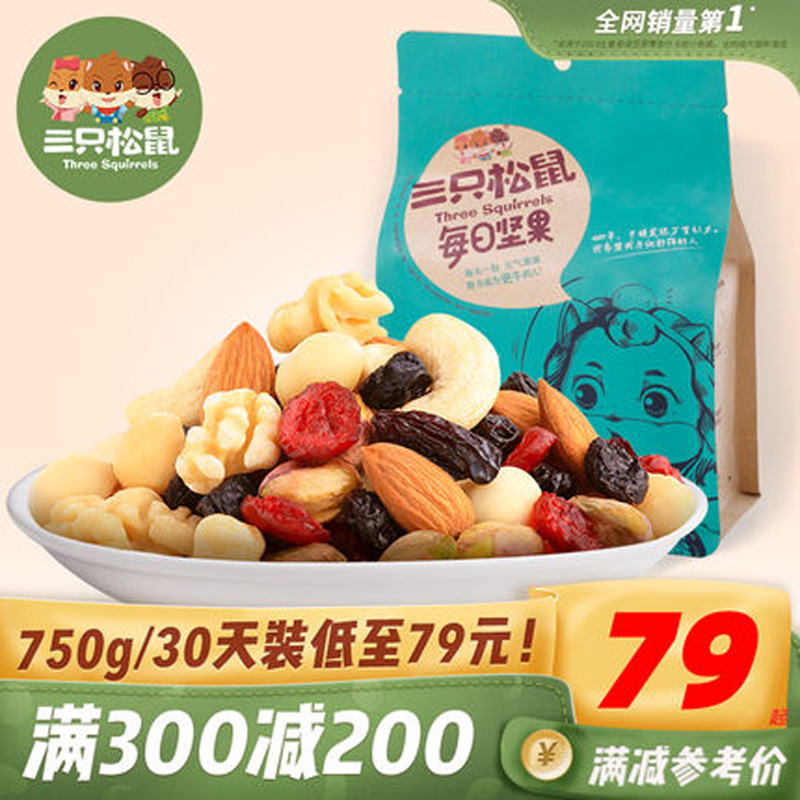 全网销量第1
三只松鼠
Three Squirrels
三只松鼠
Three Squirrels
每日坚果
750g/30天装低至79元!
79
起
满300减200
¥
满减参考价